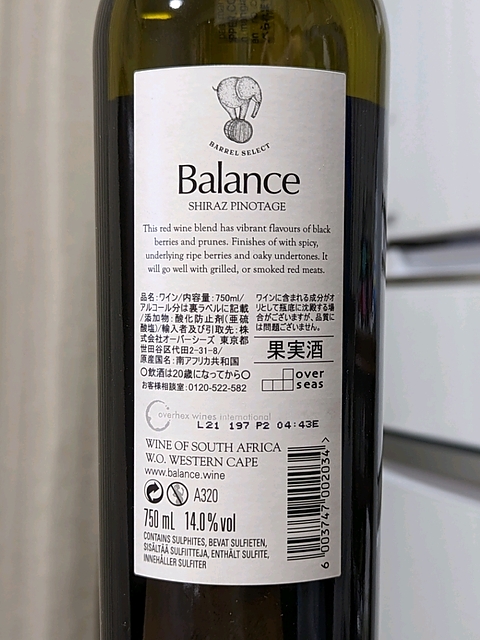 BARREL SELECT
Balance
SHIRAZ PINOTAGE
This red wine blend has vibrant flavours of black
berries and prunes. Finishes of with spicy,
underlying ripe berries and oaky undertones. It
will go well with grilled, or smoked red meats.
品名:ワイン/内容量:750ml/
アルコール分は裏ラベルに記載
/添加物:酸化防止剤(亜硫
酸塩)/輸入者及び引取先:株
式会社オーバーシーズ 東京都
世田谷区代田2-31-8/
原産国名:南アフリカ共和国
〇飲酒は20歳になってから〇
お客様相談室:0120-522-582
ワインに含まれる成分がオ
リとして瓶底に沈殿する場
合がございますが、品質に
は問題ございません。
果実酒
over
seas
overhex wines international
L21 197 P2 04:43E
WINE OF SOUTH AFRICA
W.O. WESTERN CAPE
www.balance.wine
A320
750 mL 14.0% vol
CONTAINS SULPHITES, BEVAT SULFIETEN,
SISÄLTÄÄ SULFIITTEJA, ENTHÄLT SULFITE,
INNEHÅLLER SULFITER
6 003747 002034 >